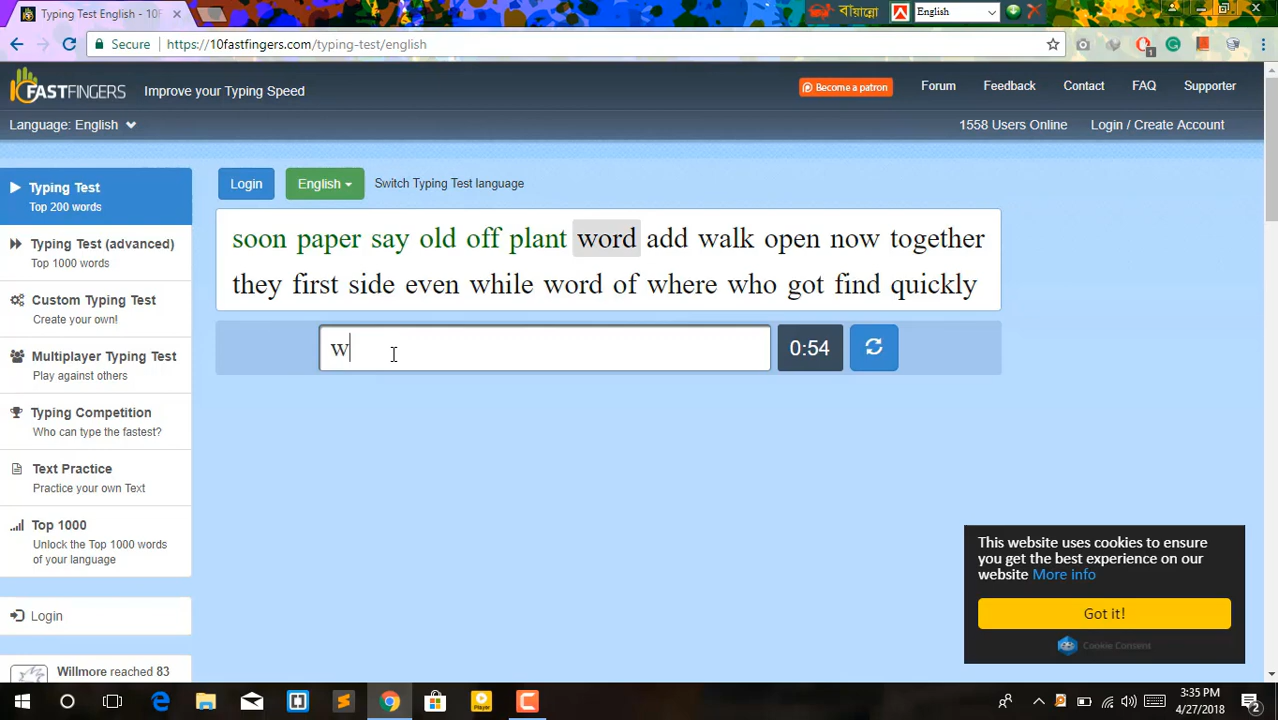 Typing Test English - 10F
বায়ান্নো
English
Secure
https://10fastfingers.com/typing-test/english
1
10FASTFINGERS
Improve your Typing Speed
Become a patron
Forum
Feedback
Contact
FAQ
Supporter
Language: English
1558 Users Online
Login / Create Account
Typing Test
Top 200 words
Typing Test (advanced)
Top 1000 words
Custom Typing Test
Create your own!
Multiplayer Typing Test
Play against others
Typing Competition
Who can type the fastest?
Text Practice
Practice your own Text
Top 1000
Unlock the Top 1000 words
of your language
Login
Willmore reached 83
Login
English
Switch Typing Test language
soon paper say old off plant word add walk open now together
they first side even while word of where who got find quickly
w
0:54
This website uses cookies to ensure
you get the best experience on our
website More info
Got it!
Cookie Consent
Player
3:35 PM
4/27/2018
2